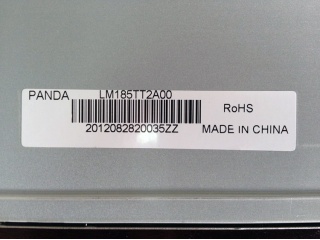 PANDA LM185TT2A00
RoHS
2012082820035ZZ MADE IN CHINA